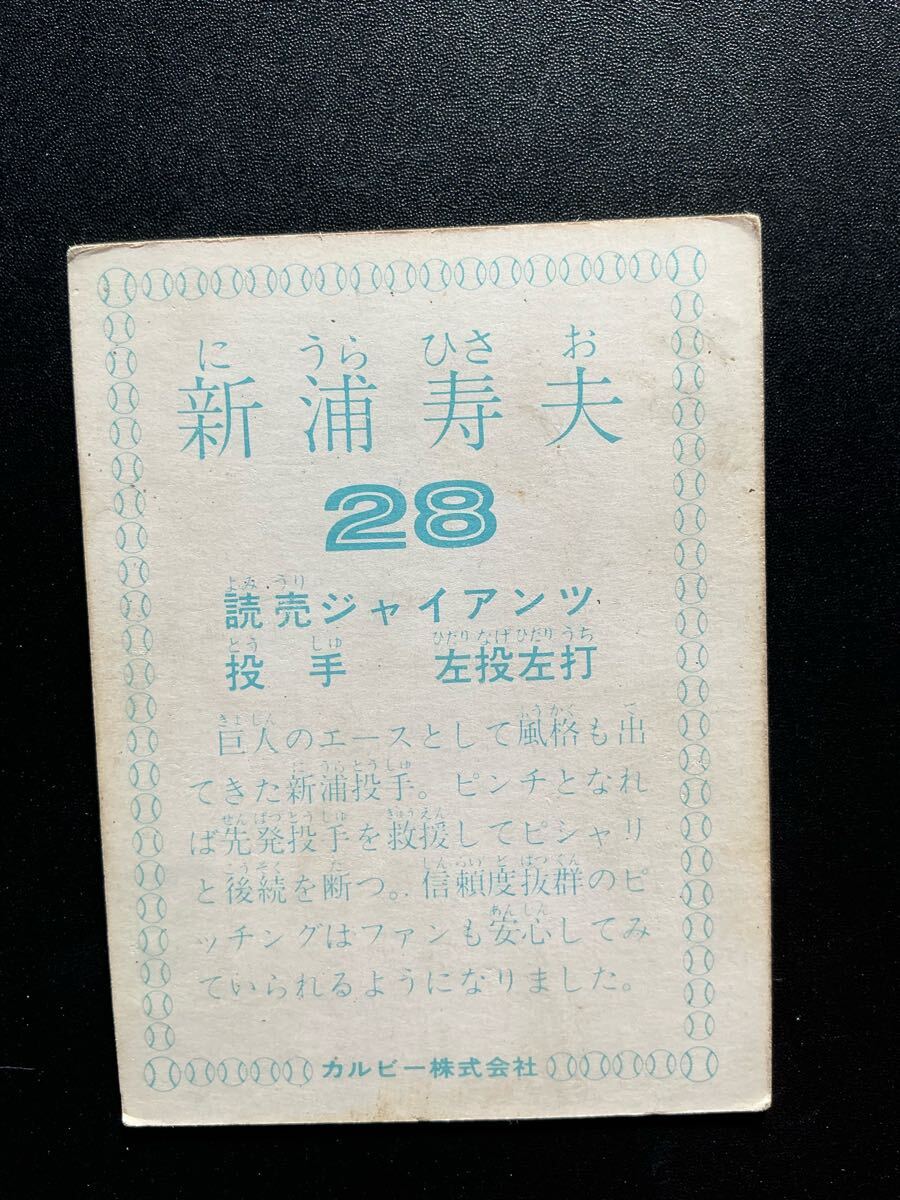 に うら ひさ お
新浦寿夫
28
よみ うり
読売ジャイアンツ
とう しゅ ひだり なげ ひだり うち
投手 左投左打
きょじん ふうかく で
巨人のエースとして風格も出
に うらとうしゅ
てきた新浦投手。ピンチとなれ
せん ぱつとうしゅ きゅうえん
ば先発投手を救援してピシャリ
こうぞく た しんらい ど ばつぐん
と後続を断つ。信頼度抜群のピ
あんしん
ッチングはファンも安心してみ
ていられるようになりました。
カルビー株式会社